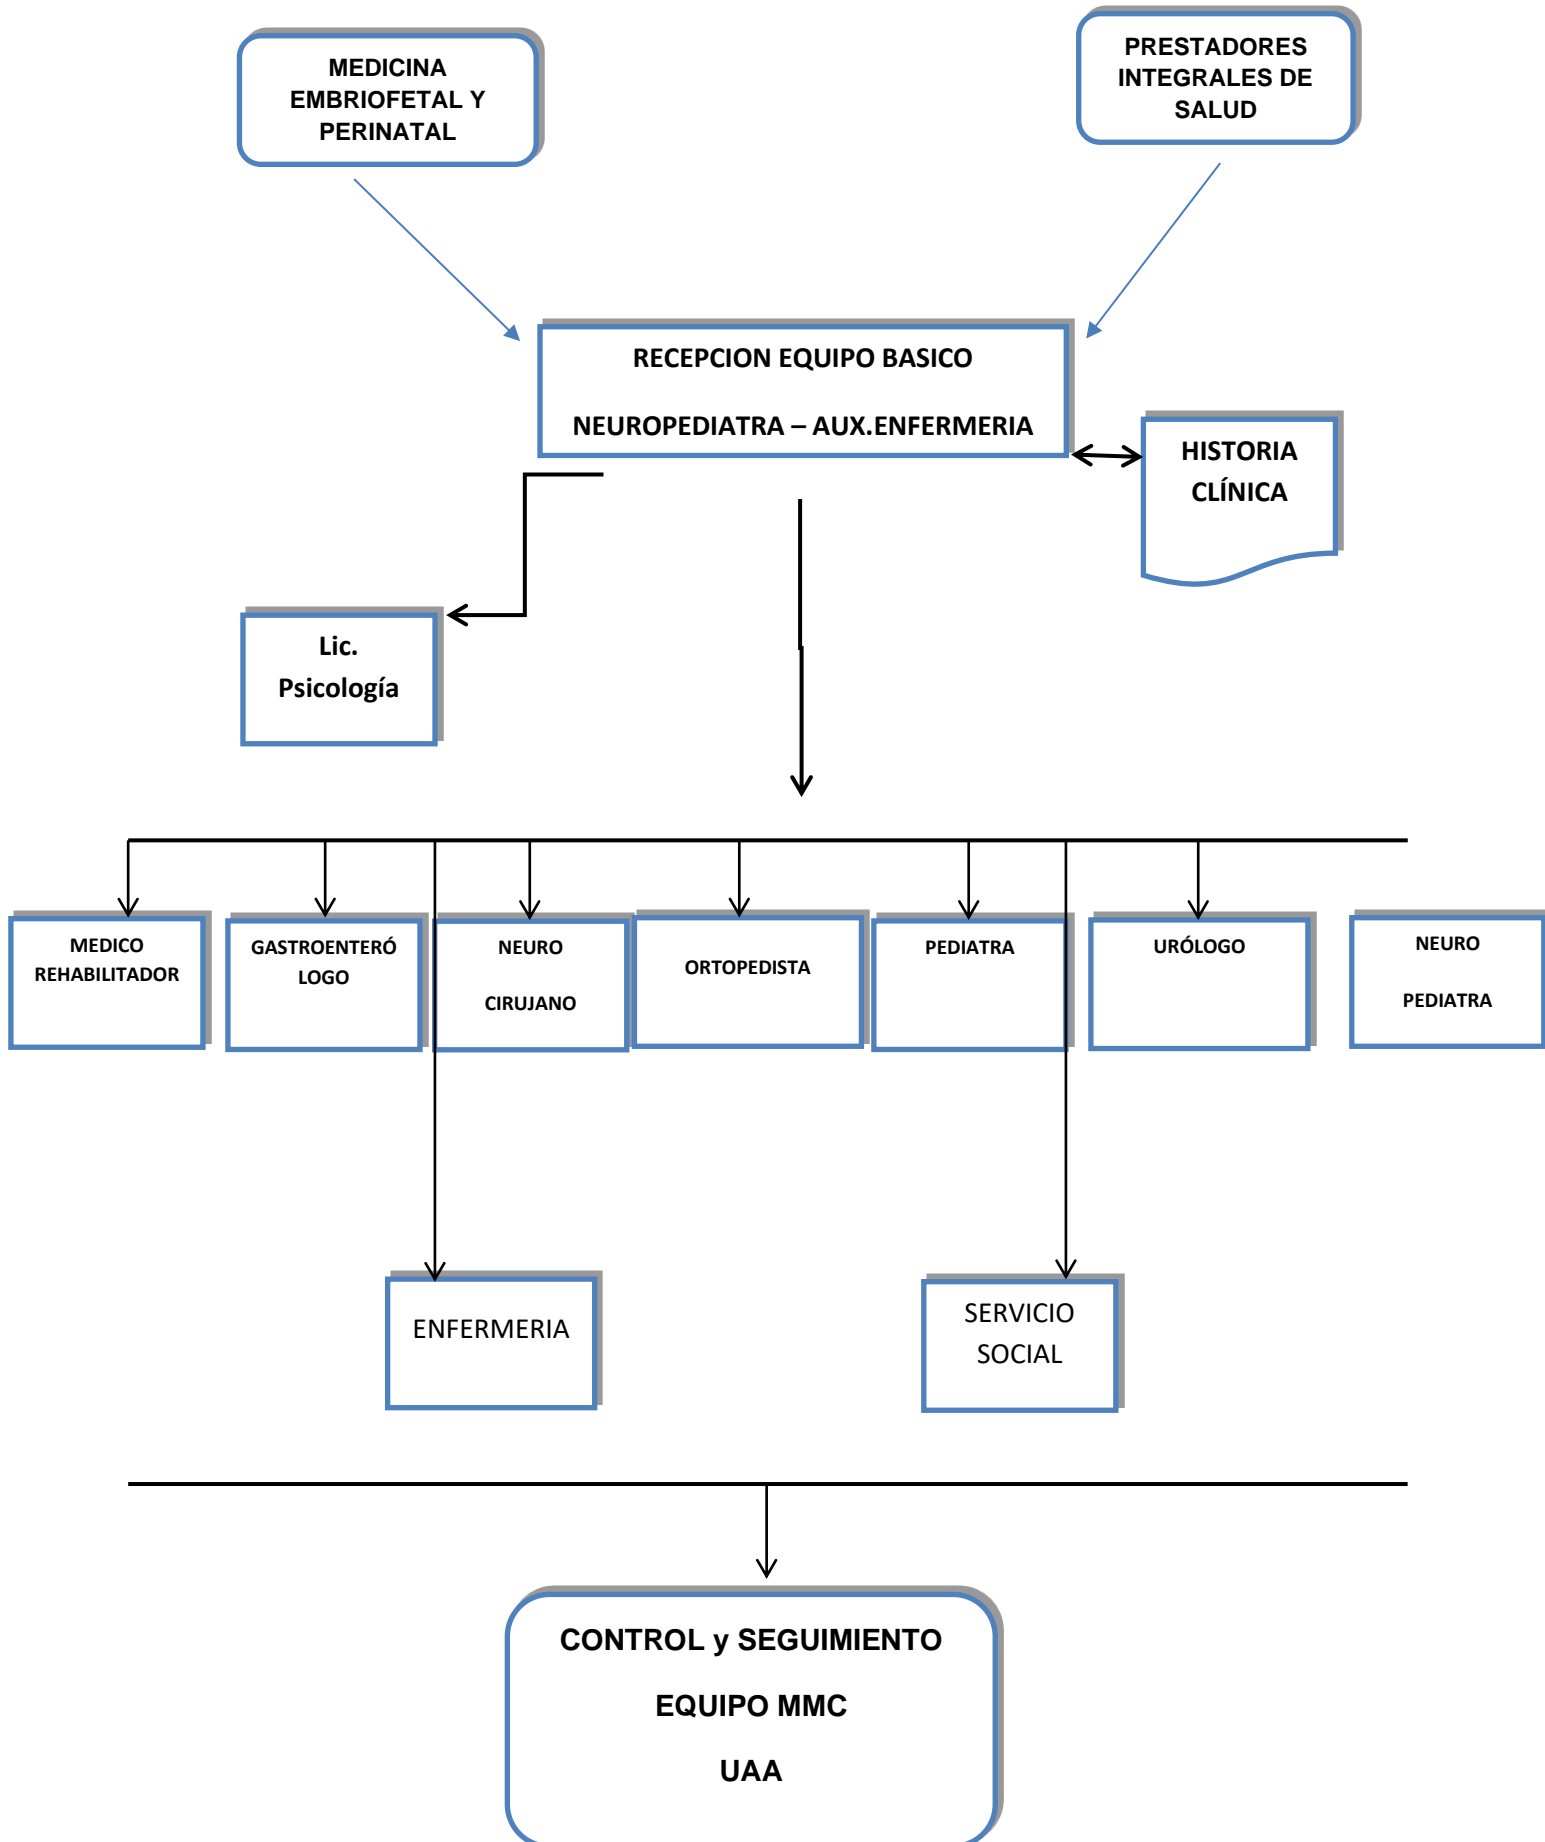 MEDICINA
EMBRIOFETAL Y
PERINATAL
PRESTADORES
INTEGRALES DE
SALUD
RECEPCION EQUIPO BASICO
NEUROPEDIATRA – AUX.ENFERMERIA
HISTORIA
CLÍNICA
Lic.
Psicología
MEDICO
REHABILITADOR
GASTROENTERÓ
LOGO
NEURO
CIRUJANO
ORTOPEDISTA
PEDIATRA
URÓLOGO
NEURO
PEDIATRA
ENFERMERIA
SERVICIO
SOCIAL
CONTROL y SEGUIMIENTO
EQUIPO MMC
UAA